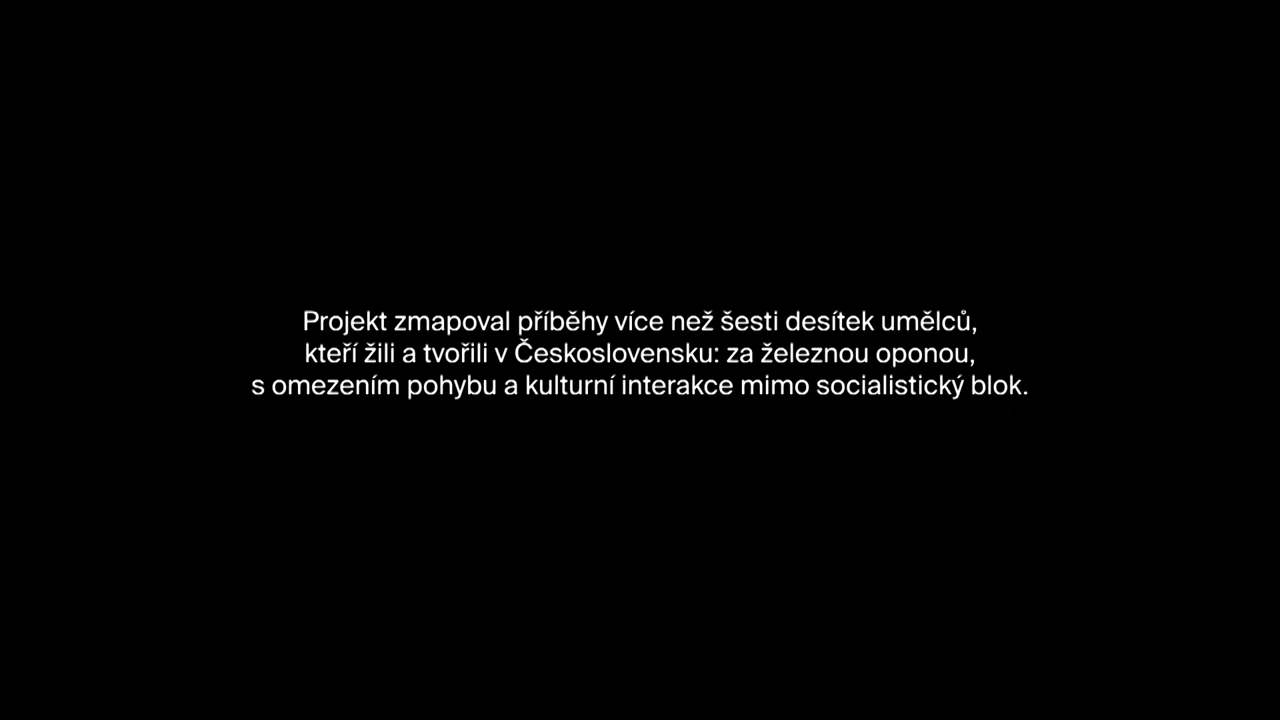 Projekt zmapoval příběhy více než šesti desítek umělců,
kteří žili a tvořili v Československu: za železnou oponou,
s omezením pohybu a kulturní interakce mimo socialistický blok.